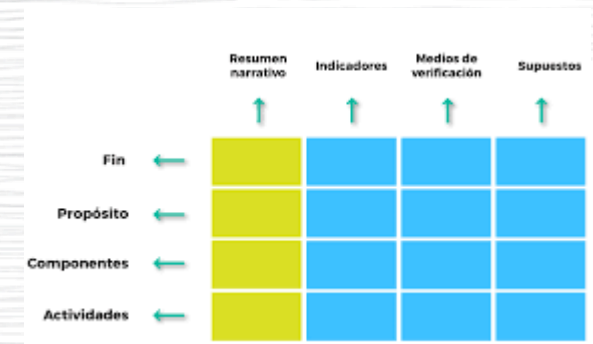 Resumen
narrativo
Indicadores
Medios de
verificación
Supuestos
Fin
Propósito
Componentes
Actividades